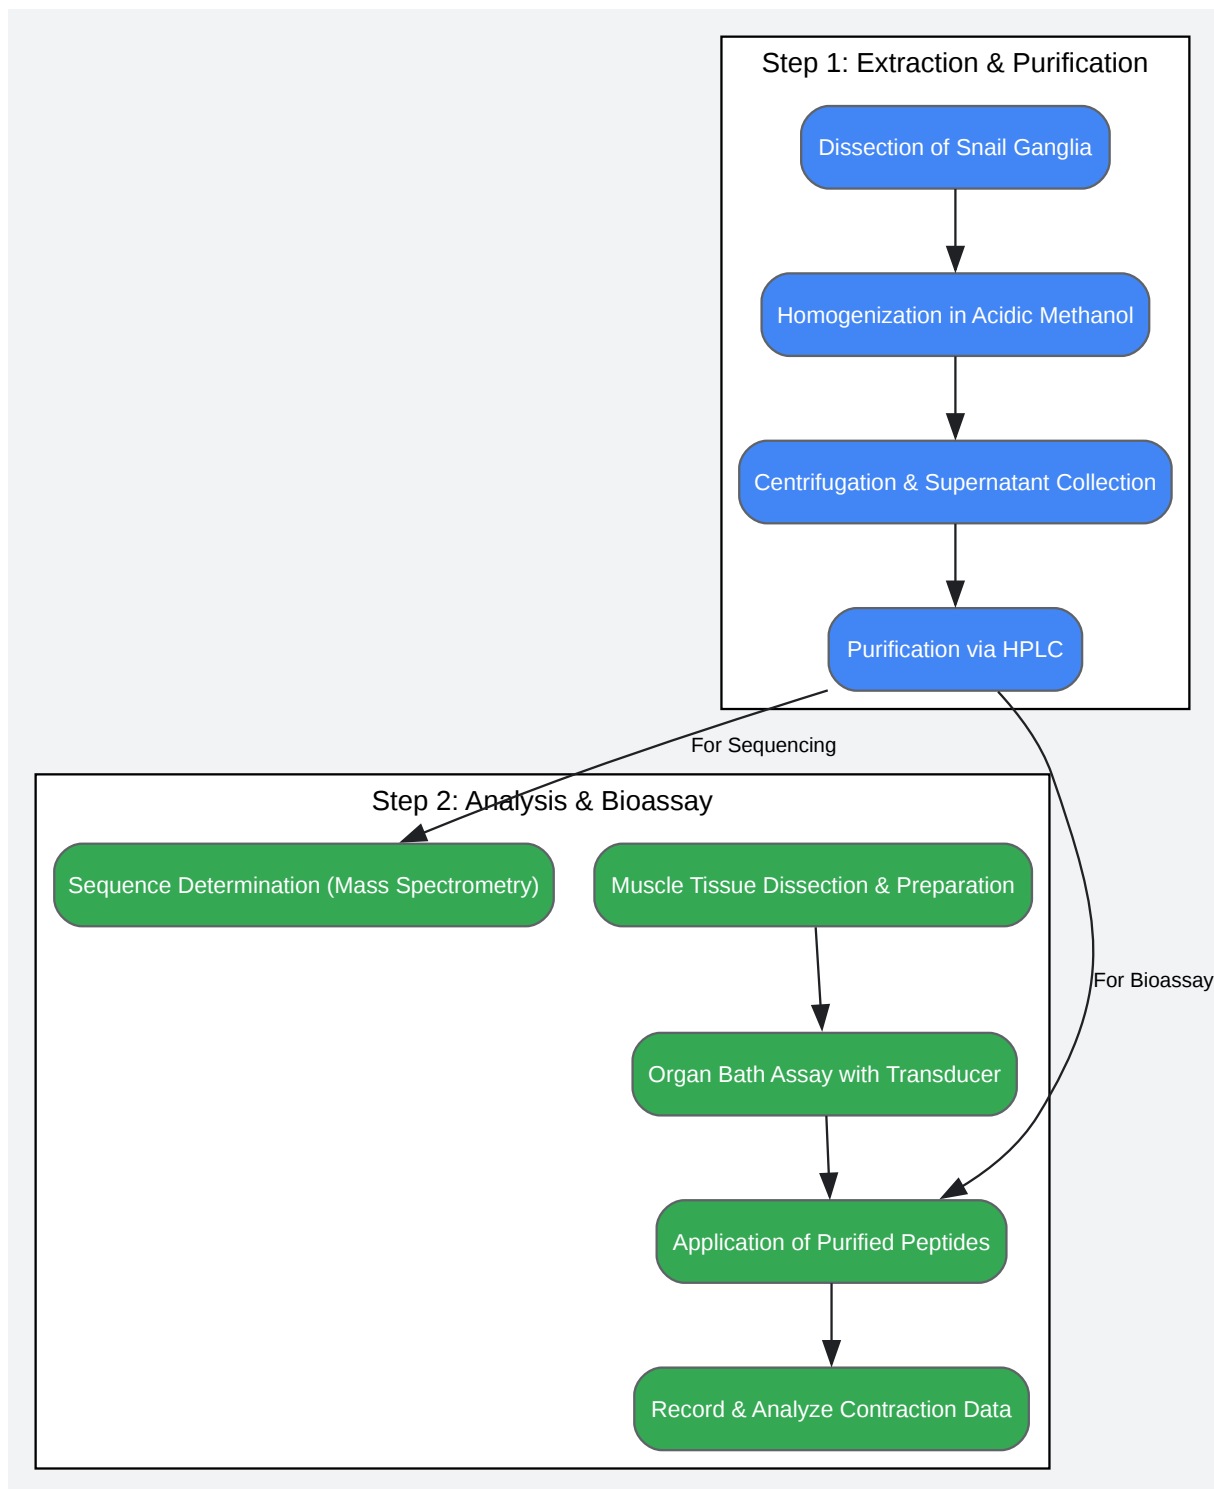 Step 1: Extraction & Purification
Dissection of Snail Ganglia
Homogenization in Acidic Methanol
Centrifugation & Supernatant Collection
Purification via HPLC
For Sequencing
Step 2: Analysis & Bioassay
Sequence Determination (Mass Spectrometry)
Muscle Tissue Dissection & Preparation
For Bioassay
Organ Bath Assay with Transducer
Application of Purified Peptides
Record & Analyze Contraction Data